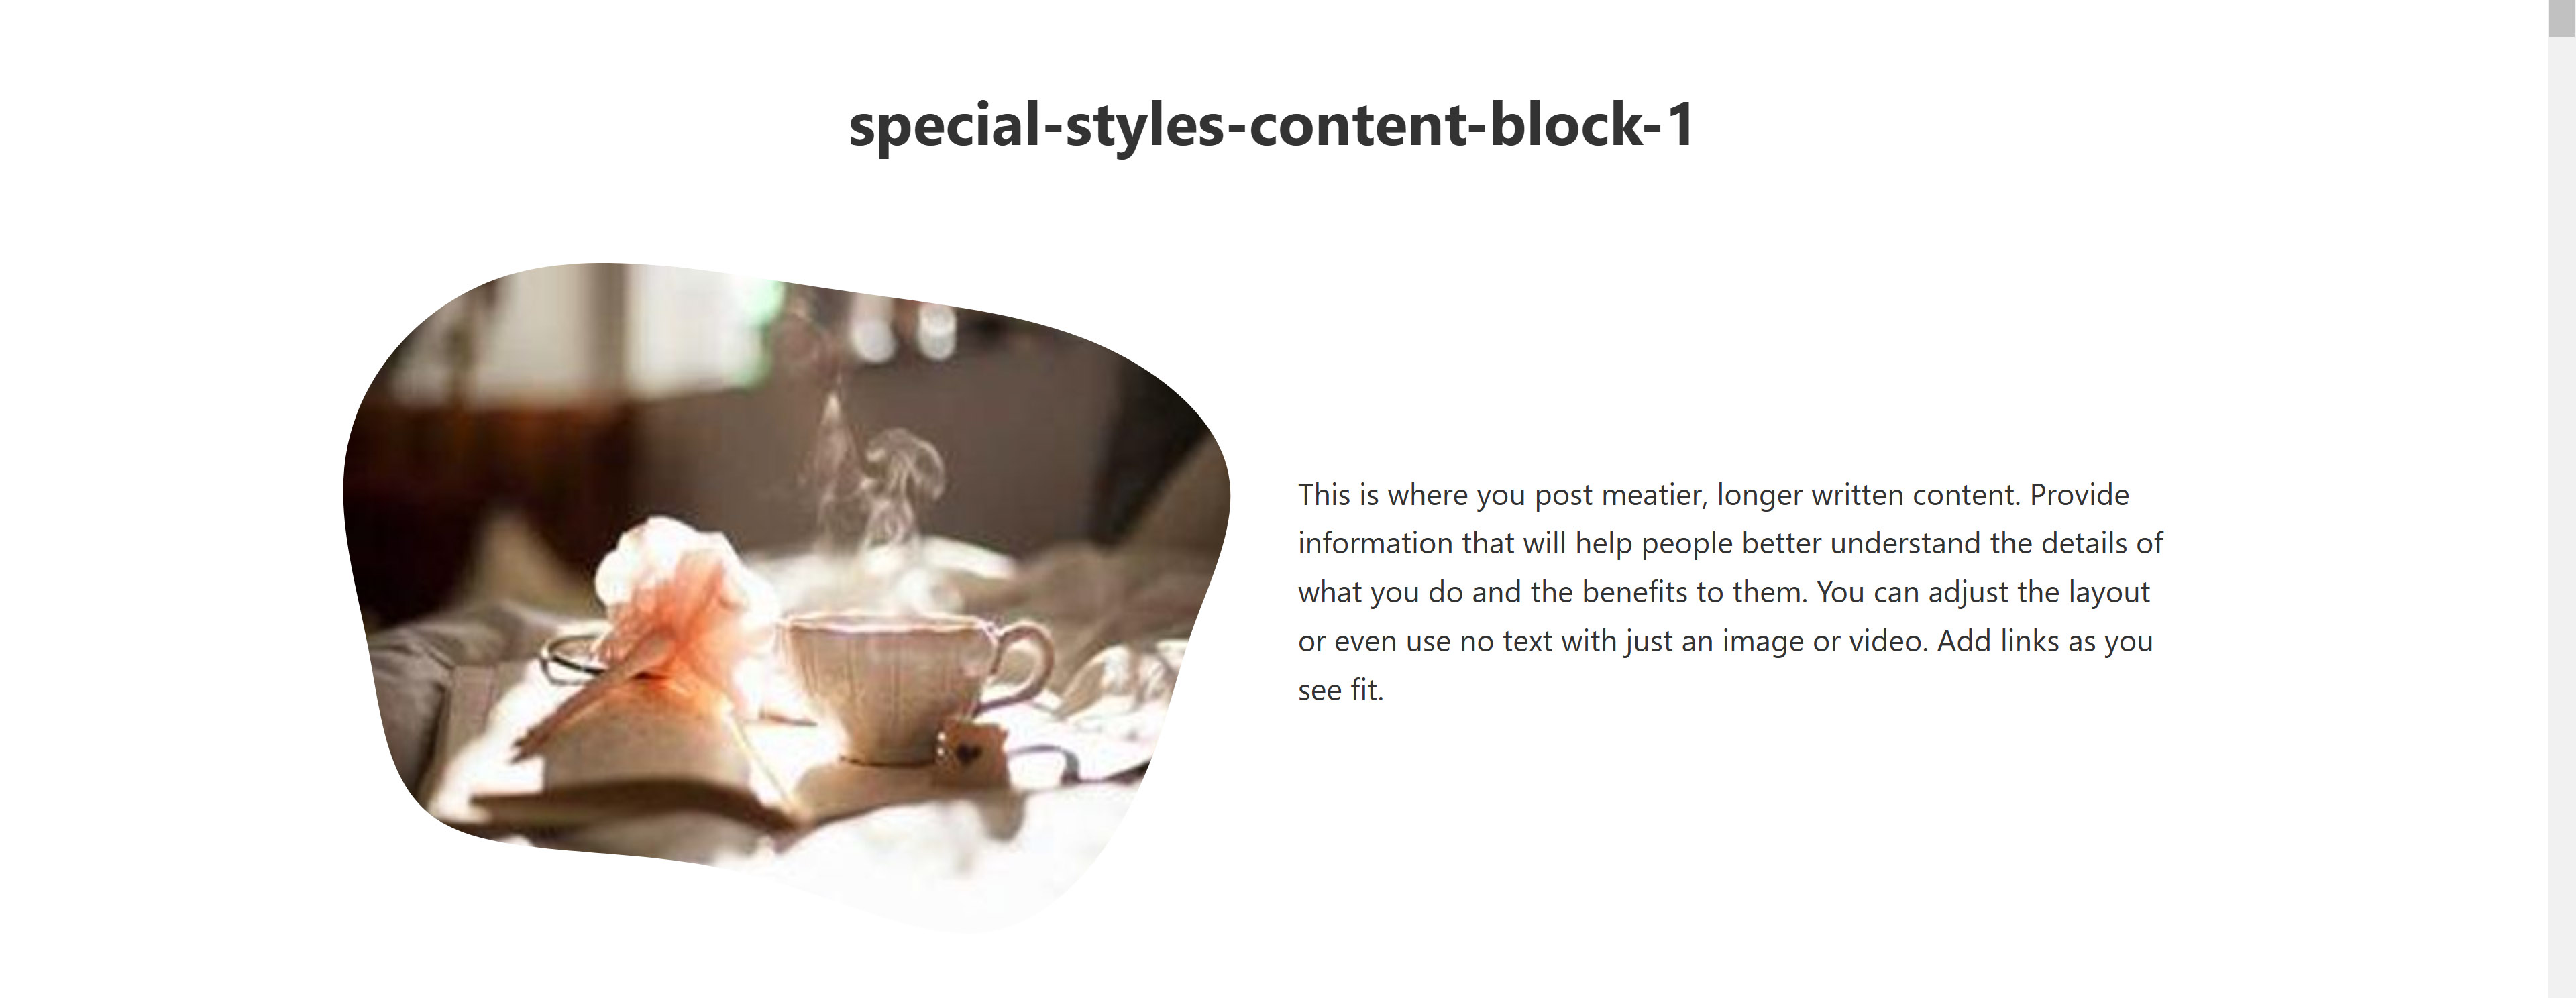 special-styles-content-block-1
This is where you post meatier, longer written content. Provide
information that will help people better understand the details of
what you do and the benefits to them. You can adjust the layout
or even use no text with just an image or video. Add links as you
see fit.